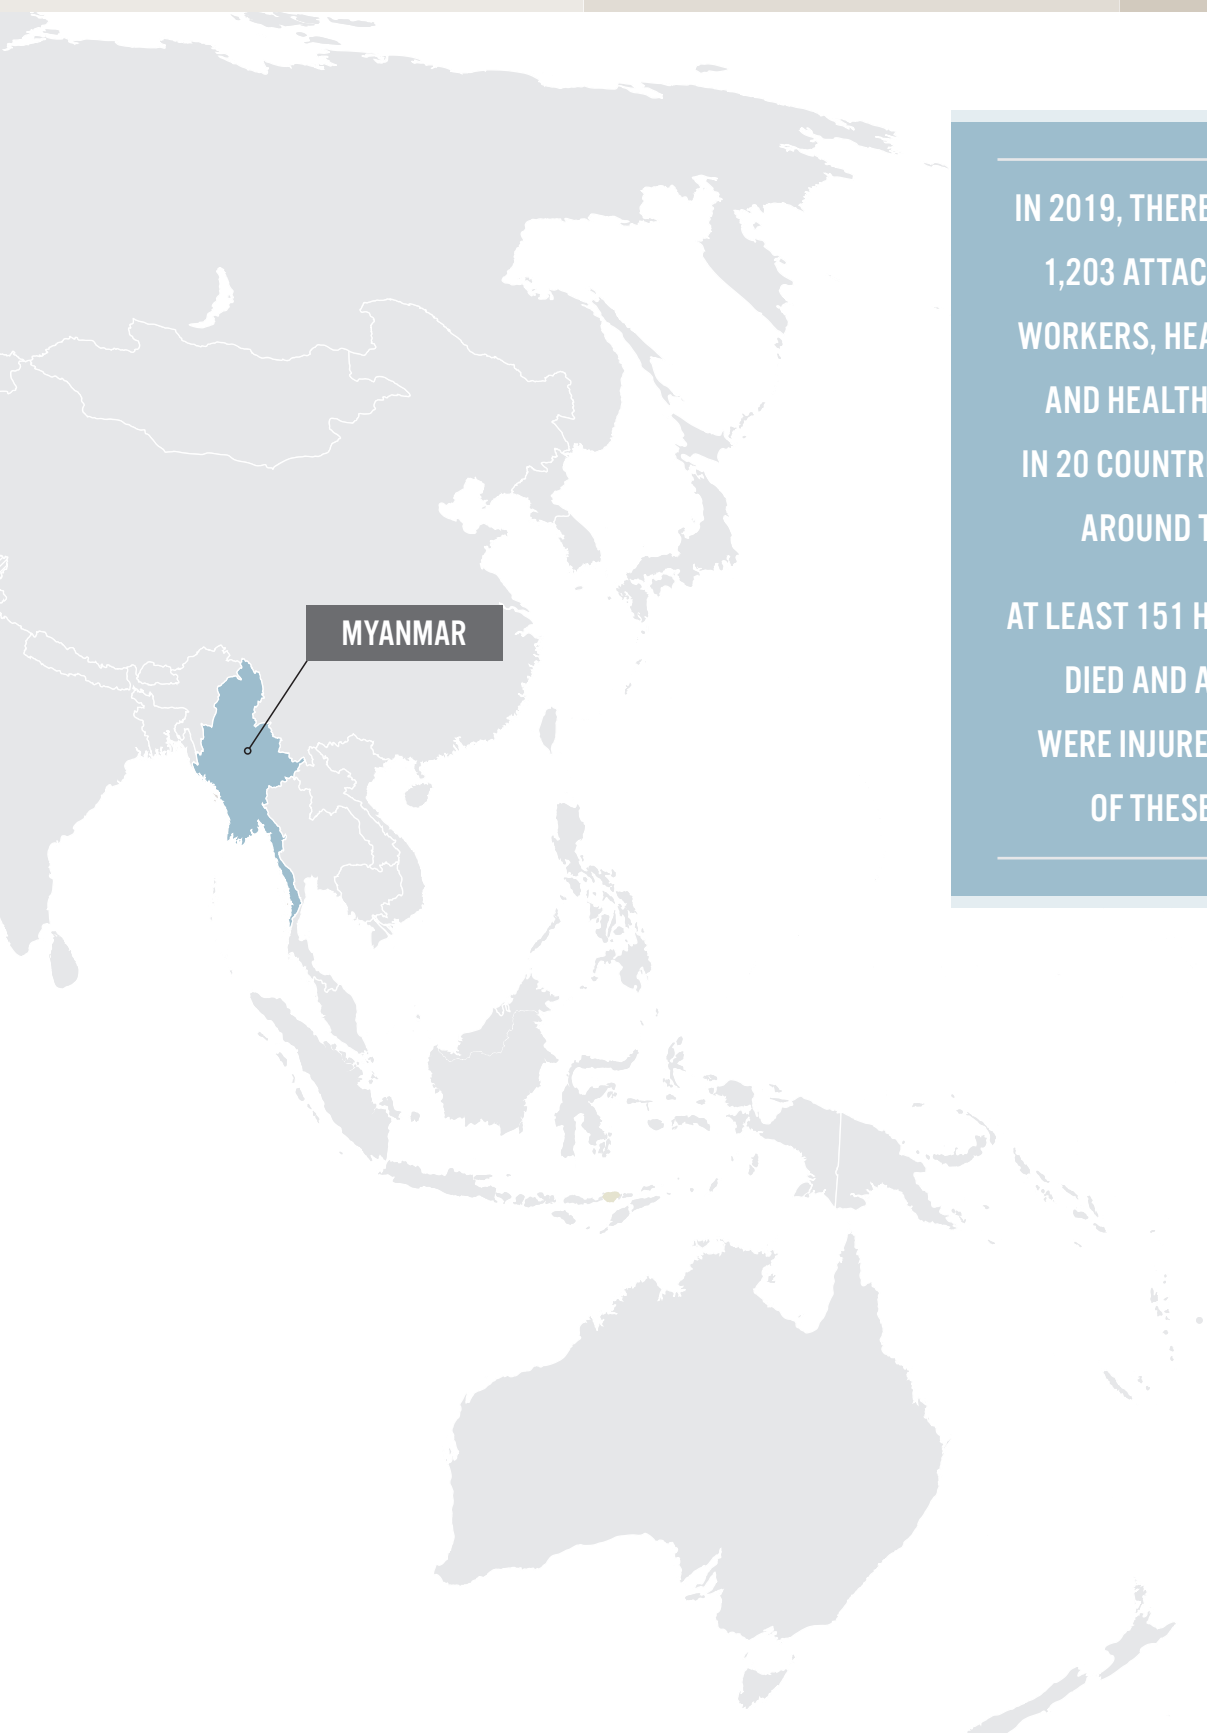 MYANMAR
IN 2019, THERE
1,203 ATTAC
WORKERS, HEA
AND HEALTH
IN 20 COUNTRI
AROUND T
AT LEAST 151 H
DIED AND A
WERE INJURE
OF THESE